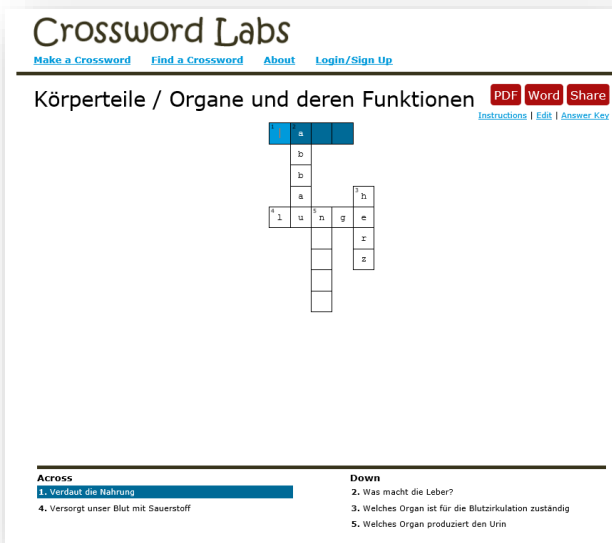 Crossword Labs
Make a Crossword Find a Crossword About Login/Sign Up
Körperteile / Organe und deren Funktionen
PDF Word Share
Instructions | Edit | Answer Key
1 2 a
b
b
a 3 h
4 l u 5 n g e
r
z
Across
1. Verdaut die Nahrung
4. Versorgt unser Blut mit Sauerstoff
Down
2. Was macht die Leber?
3. Welches Organ ist für die Blutzirkulation zuständig
5. Welches Organ produziert den Urin